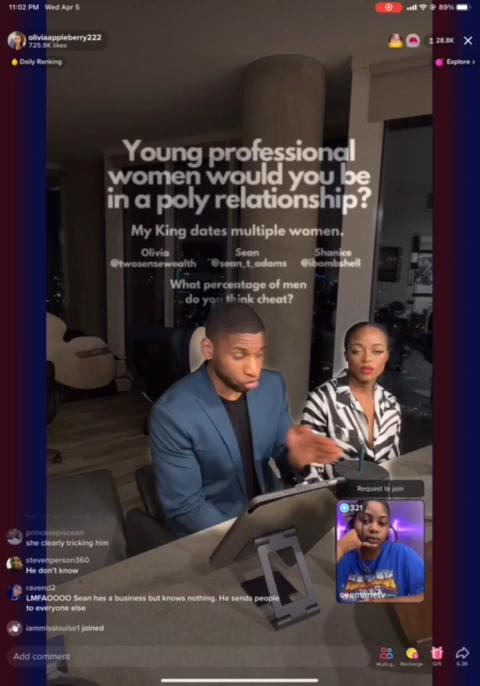 11:02 PM Wed Apr 5
89%
oliviaappleberry222
725.9K likes
28.8K
Daily Ranking
Explore >
Young professional
women would you be
in a poly relationship?
My King dates multiple women.
Olivia Sean Shanice
@twosensewealth @sean_t_adams @ibombshell
What percentage of men
do you think cheat?
Request to join
321
ceemarietv
princesspiscean
she clearly tricking him
stevenperson360
He don't know
ravend2
LMFAOOOO Sean has a business but knows nothing. He sends people
to everyone else
iammisslouise1 joined
Add comment
Multi-g...
Recharge
Gift
6.3K